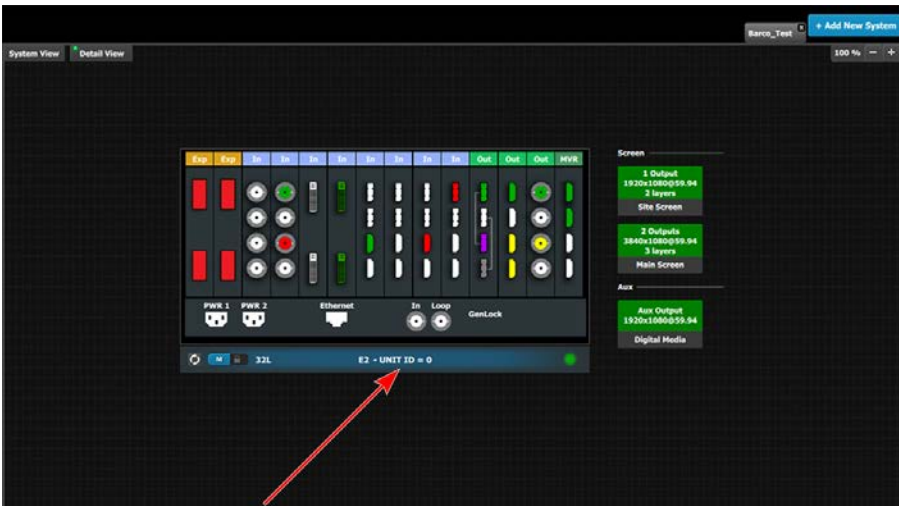 Barco_Test
+ Add New System
System View
Detail View
100 % − +
Exp Exp In In In In In In In In Out Out Out MVR
PWR 1 PWR 2 Ethernet In Loop GenLock
M 32L E2 - UNIT ID = 0
Screen
1 Output
1920x1080@59.94
2 layers
Site Screen
2 Outputs
3840x1080@59.94
3 layers
Main Screen
Aux
Aux Output
1920x1080@59.94
Digital Media